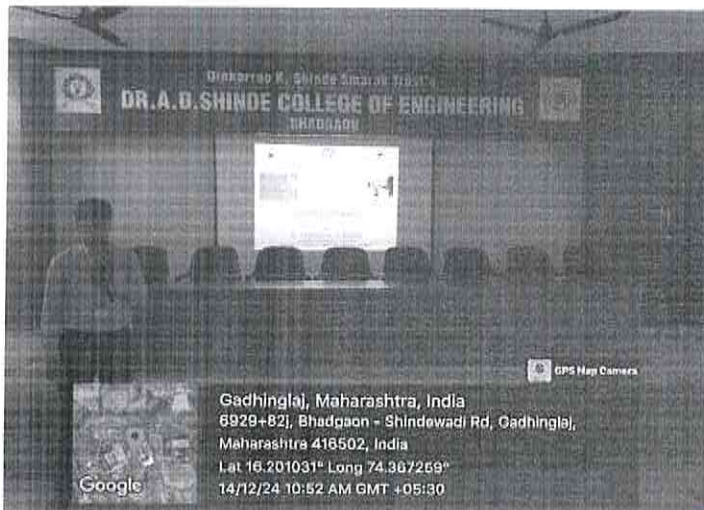 Dinkarrao K. Shinde Smarak Trust's
DR.A.D.SHINDE COLLEGE OF ENGINEERING
BHADGAON
GPS Map Camera
Gadhinglaj, Maharashtra, India
6929+82j, Bhadgaon - Shindewadi Rd, Gadhinglaj,
Maharashtra 416502, India
Lat 16.201031° Long 74.367259°
14/12/24 10:52 AM GMT +05:30
Google